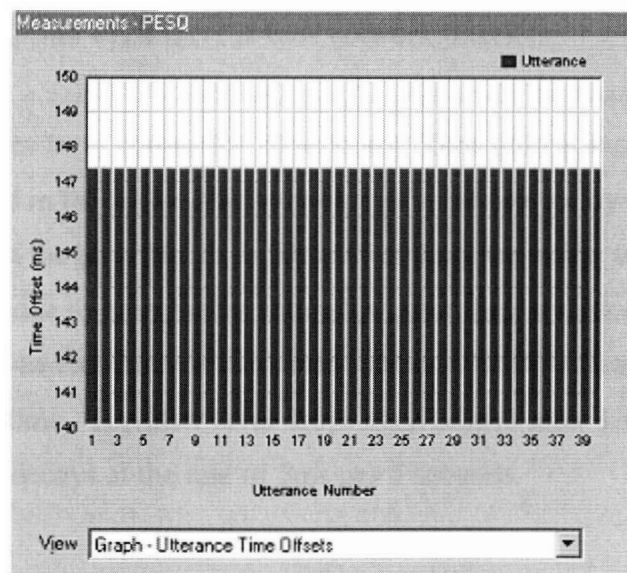 Measurements - PESQ
Utterance
150
149
148
147
146
145
144
143
142
141
140
Time Offset (ms)
1 3 5 7 9 11 13 15 17 19 21 23 25 27 29 31 33 35 37 39
Utterance Number
View Graph - Utterance Time Offsets